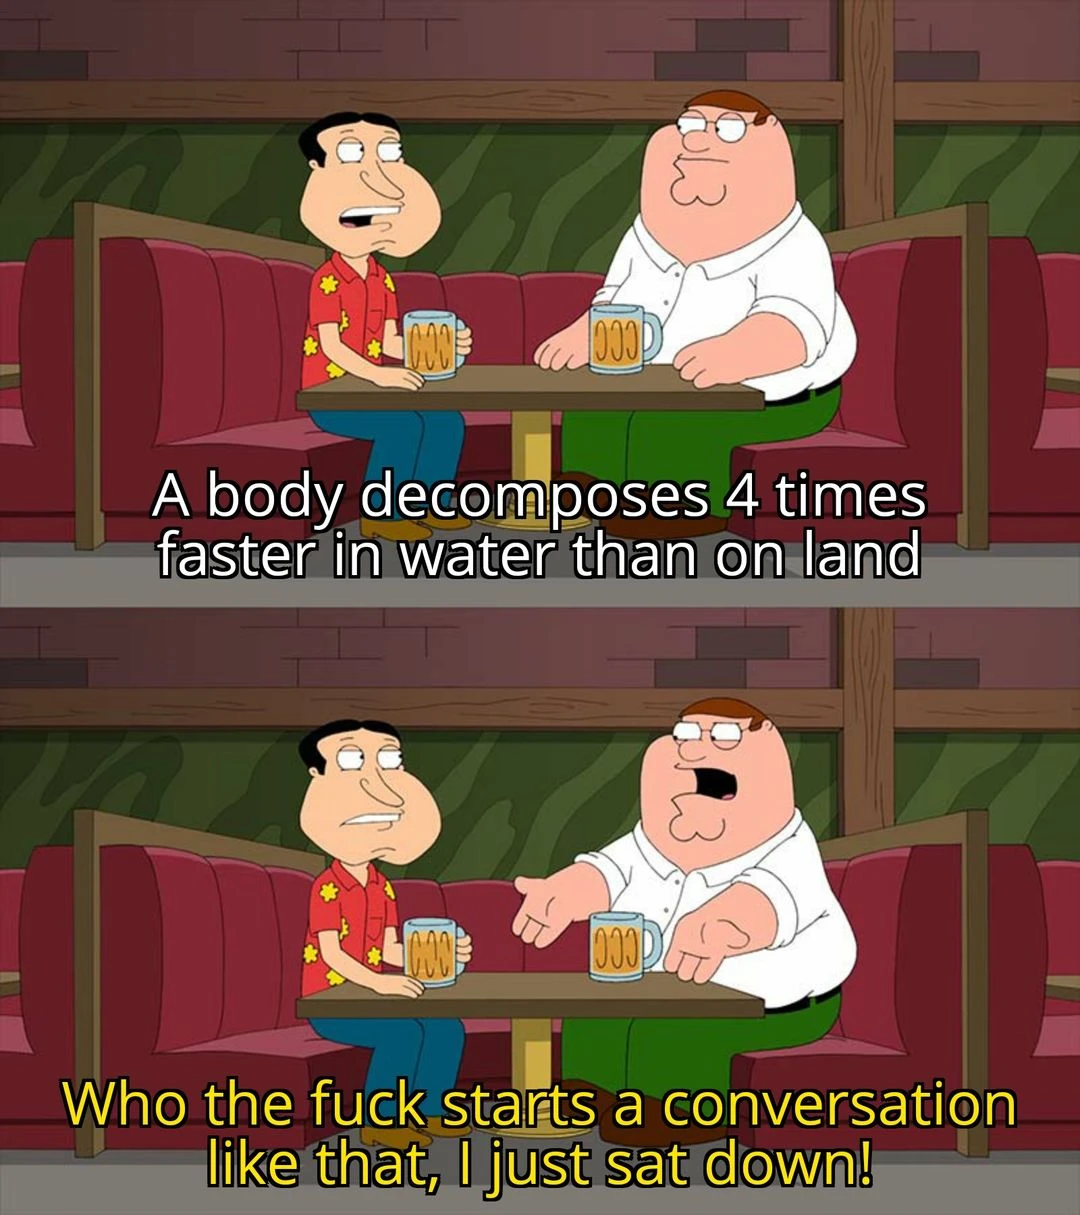 A body decomposes 4 times
faster in water than on land
Who the fuck starts a conversation
like that, I just sat down!